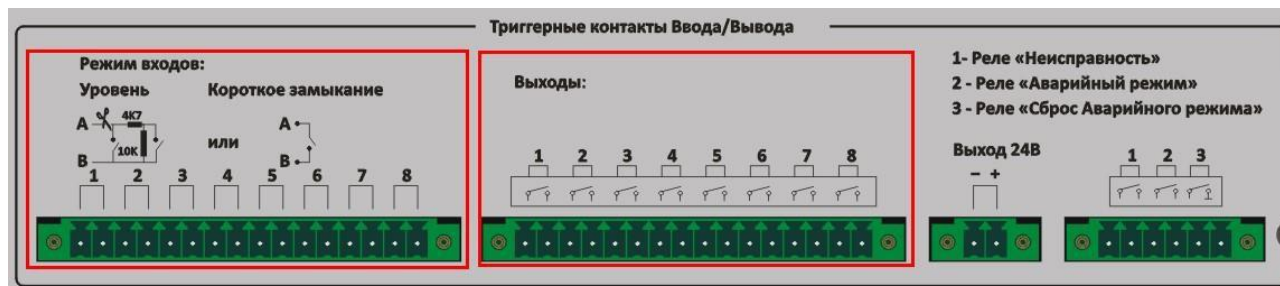 Триггерные контакты Ввода/Вывода
Режим входов:
Уровень Короткое замыкание
A 4K7 A
или
B 10K B
1 2 3 4 5 6 7 8
Выходы:
1 2 3 4 5 6 7 8
1- Реле «Неисправность»
2 - Реле «Аварийный режим»
3 - Реле «Сброс Аварийного режима»
Выход 24В
– +
1 2 3